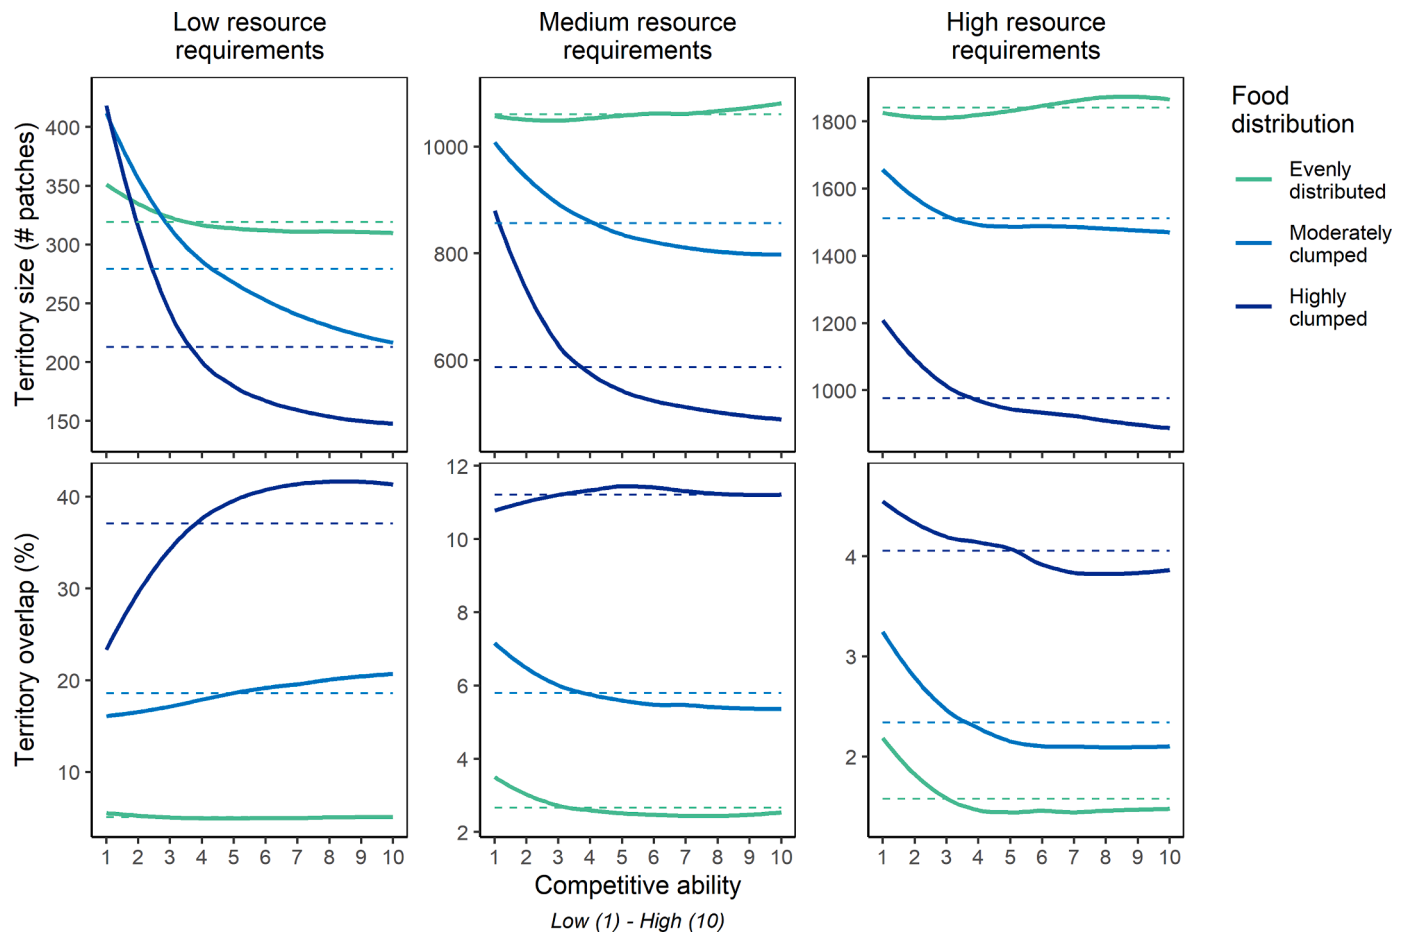 Low resource
requirements
Medium resource
requirements
High resource
requirements
Territory size (# patches)
400
350
300
250
200
150
1000
800
600
1800
1600
1400
1200
1000
Food
distribution
Evenly
distributed
Moderately
clumped
Highly
clumped
Territory overlap (%)
40
30
20
10
12
10
8
6
4
2
4
3
2
1 2 3 4 5 6 7 8 9 10
1 2 3 4 5 6 7 8 9 10
1 2 3 4 5 6 7 8 9 10
Competitive ability
Low (1) - High (10)